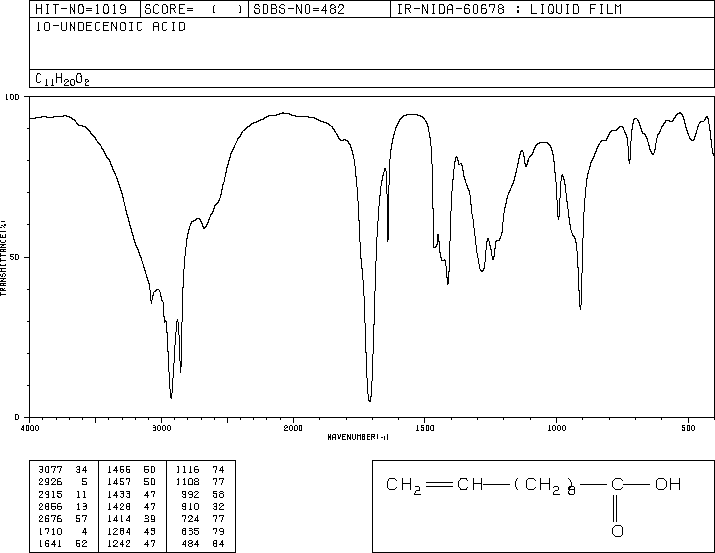 HIT-NO=1019 SCORE= ( ) SDBS-NO=482 IR-NIDA-60678 : LIQUID FILM
10-UNDECENOIC ACID
C11H20O2
100
50
0
TRANSMITTANCE(%)
4000 3000 2000 1500 1000 500
WAVENUMBER(-1)
3077 34 1466 50 1116 74
2926 5 1457 50 1108 77
2915 11 1433 47 992 58
2856 13 1428 47 910 32
2676 57 1414 39 724 77
1710 4 1284 43 635 79
1641 52 1242 47 484 84
CH2 CH (CH2)8 C OH
O